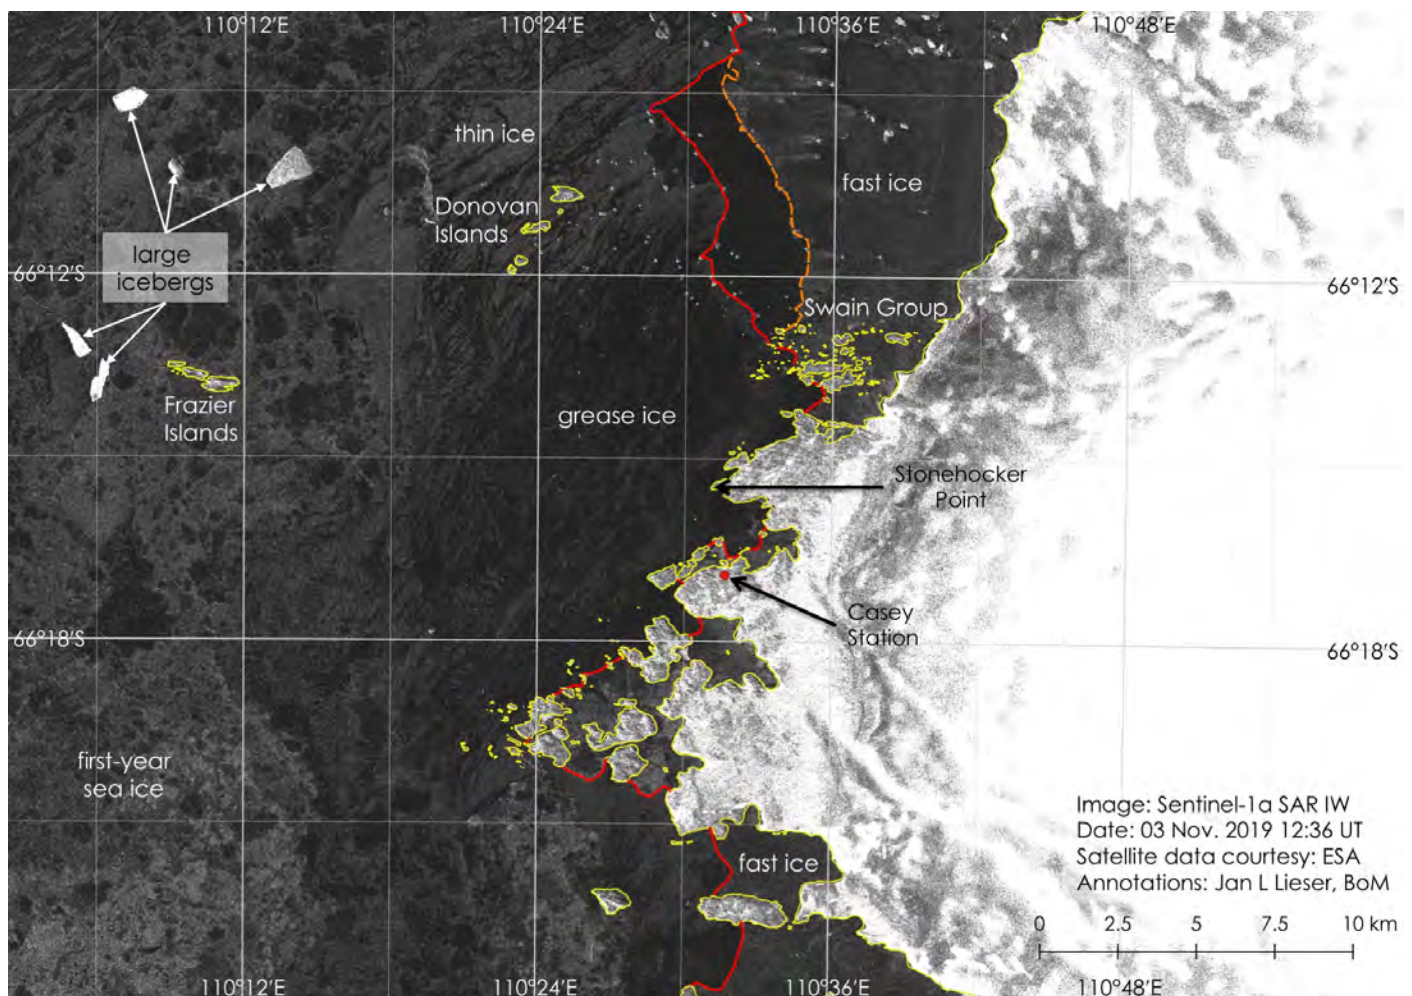 110°12′E
110°24′E
110°36′E
110°48′E
thin ice
fast ice
Donovan
Islands
large
icebergs
66°12′S
66°12′S
Swain Group
Frazier
Islands
grease ice
Stonehocker
Point
Casey
Station
66°18′S
66°18′S
first-year
sea ice
fast ice
Image: Sentinel-1a SAR IW
Date: 03 Nov. 2019 12:36 UT
Satellite data courtesy: ESA
Annotations: Jan L Lieser, BoM
0 2.5 5 7.5 10 km
110°12′E
110°24′E
110°36′E
110°48′E